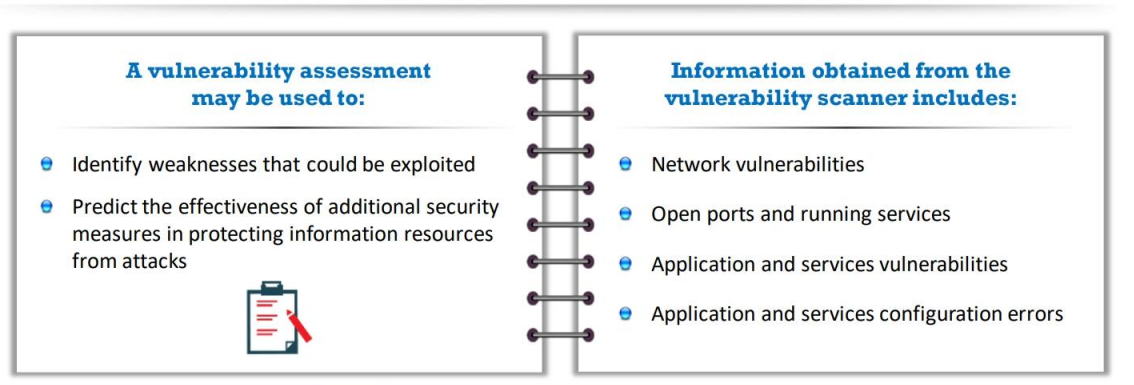 A vulnerability assessment
may be used to:
Identify weaknesses that could be exploited
Predict the effectiveness of additional security
measures in protecting information resources
from attacks
Information obtained from the
vulnerability scanner includes:
Network vulnerabilities
Open ports and running services
Application and services vulnerabilities
Application and services configuration errors